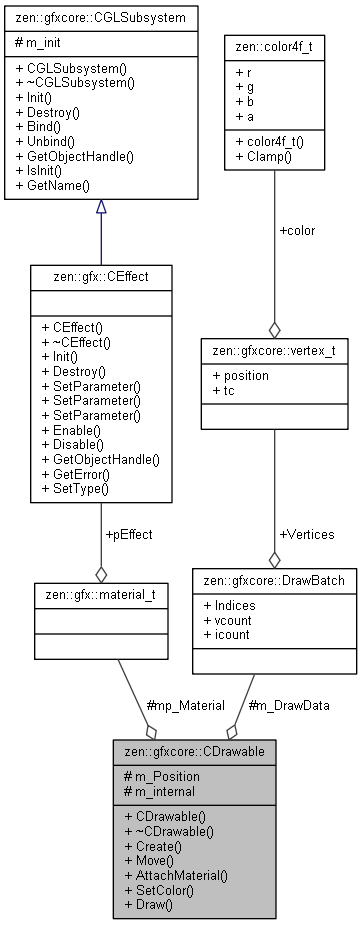 zen::gfxcore::CGLSubsystem
# m_init
+ CGLSubsystem()
+ ~CGLSubsystem()
+ Init()
+ Destroy()
+ Bind()
+ Unbind()
+ GetObjectHandle()
+ IsInit()
+ GetName()
zen::color4f_t
+ r
+ g
+ b
+ a
+ color4f_t()
+ Clamp()
+color
zen::gfx::CEffect
+ CEffect()
+ ~CEffect()
+ Init()
+ Destroy()
+ SetParameter()
+ SetParameter()
+ SetParameter()
+ Enable()
+ Disable()
+ GetObjectHandle()
+ GetError()
+ SetType()
zen::gfxcore::vertex_t
+ position
+ tc
+pEffect
+Vertices
zen::gfx::material_t
zen::gfxcore::DrawBatch
+ Indices
+ vcount
+ icount
#mp_Material
#m_DrawData
zen::gfxcore::CDrawable
# m_Position
# m_internal
+ CDrawable()
+ ~CDrawable()
+ Create()
+ Move()
+ AttachMaterial()
+ SetColor()
+ Draw()